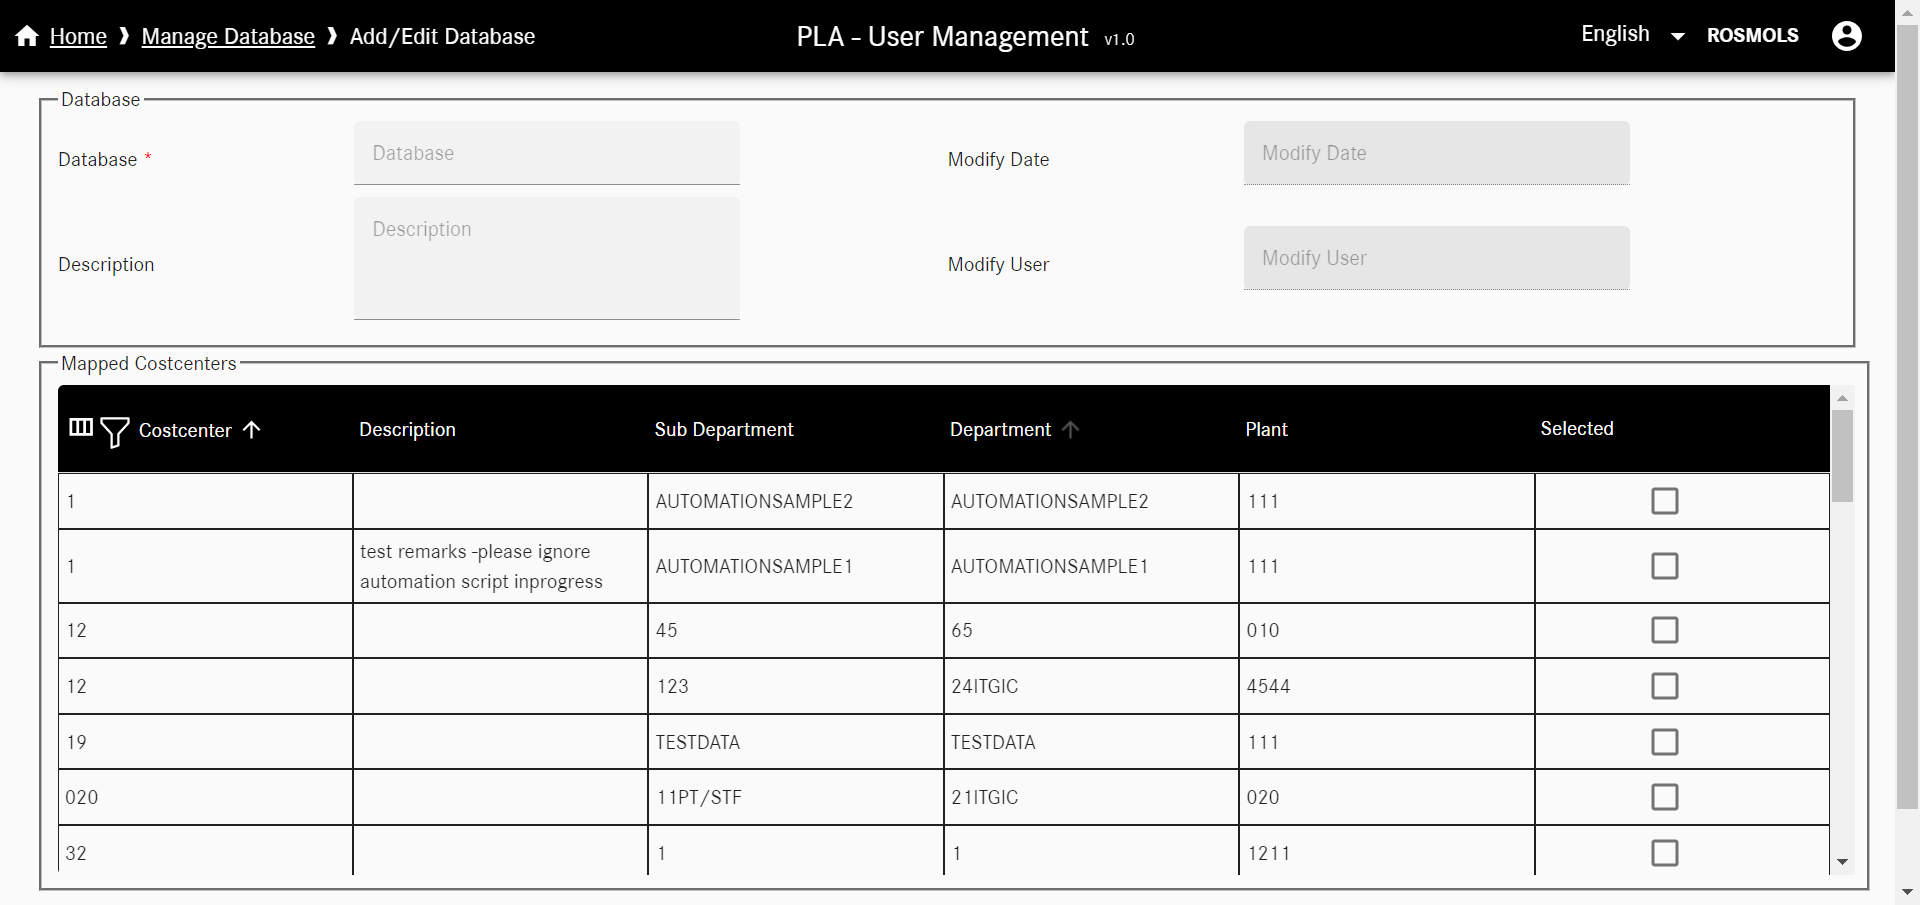 Home ❱ Manage Database ❱ Add/Edit Database
PLA - User Management v1.0
English
ROSMOLS
Database
Database *
Database
Modify Date
Modify Date
Description
Description
Modify User
Modify User
Mapped Costcenters
Costcenter Description Sub Department Department Plant Selected
1 AUTOMATIONSAMPLE2 AUTOMATIONSAMPLE2 111
1 test remarks -please ignore
automation script inprogress AUTOMATIONSAMPLE1 AUTOMATIONSAMPLE1 111
12 45 65 010
12 123 24ITGIC 4544
19 TESTDATA TESTDATA 111
020 11PT/STF 21ITGIC 020
32 1 1 1211